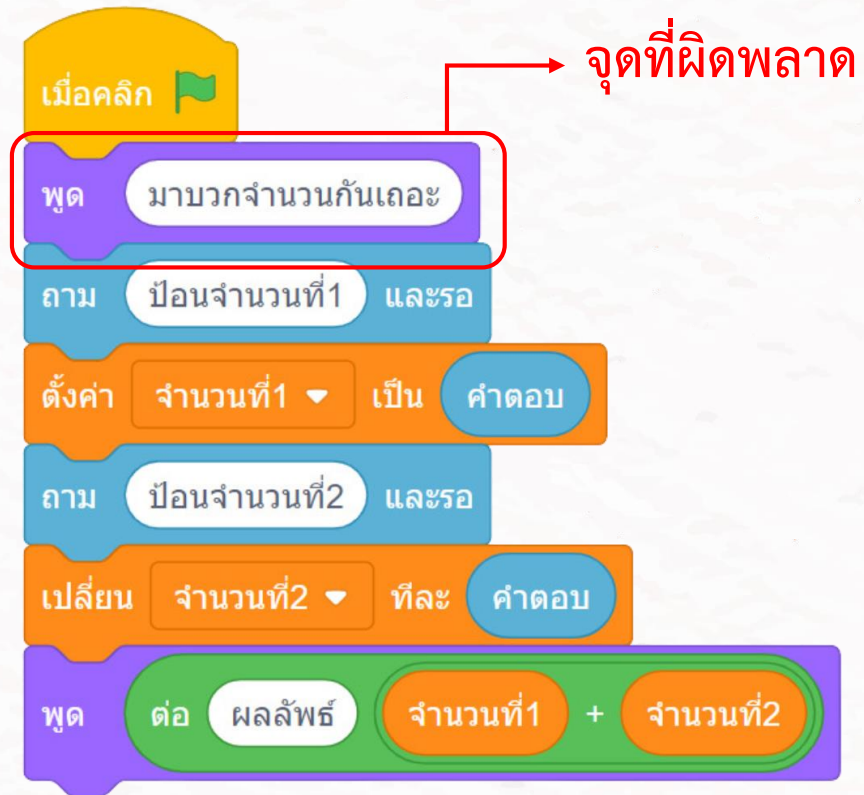 จุดที่ผิดพลาด
เมื่อคลิก
พูด มาบวกจำนวนกันเถอะ
ถาม ป้อนจำนวนที่1 และรอ
ตั้งค่า จำนวนที่1 เป็น คำตอบ
ถาม ป้อนจำนวนที่2 และรอ
เปลี่ยน จำนวนที่2 ทีละ คำตอบ
พูด ต่อ ผลลัพธ์ จำนวนที่1 + จำนวนที่2